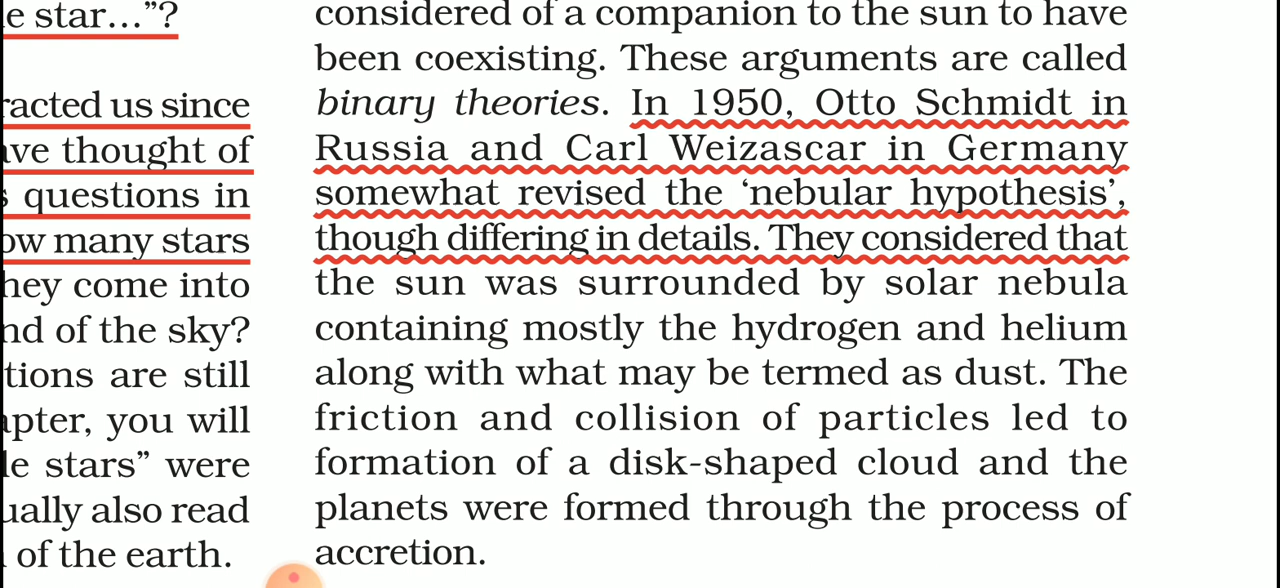 e star...”?
racted us since
ve thought of
questions in
ow many stars
hey come into
nd of the sky?
tions are still
pter, you will
le stars” were
ually also read
of the earth.
considered of a companion to the sun to have
been coexisting. These arguments are called
binary theories. In 1950, Otto Schmidt in
Russia and Carl Weizascar in Germany
somewhat revised the ‘nebular hypothesis’,
though differing in details. They considered that
the sun was surrounded by solar nebula
containing mostly the hydrogen and helium
along with what may be termed as dust. The
friction and collision of particles led to
formation of a disk-shaped cloud and the
planets were formed through the process of
accretion.